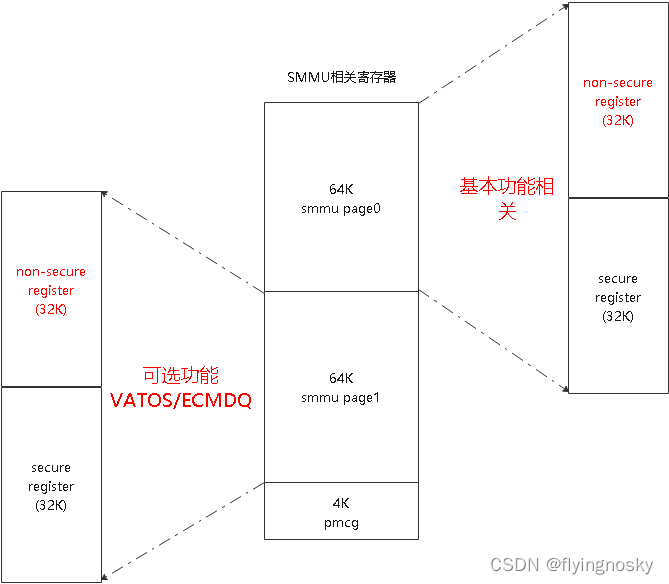 SMMU相关寄存器
64K
smmu page0
64K
smmu page1
4K
pmcg
non-secure
register
(32K)
secure
register
(32K)
基本功能相
关
non-secure
register
(32K)
secure
register
(32K)
可选功能
VATOS/ECMDQ
CSDN @flyingnosky